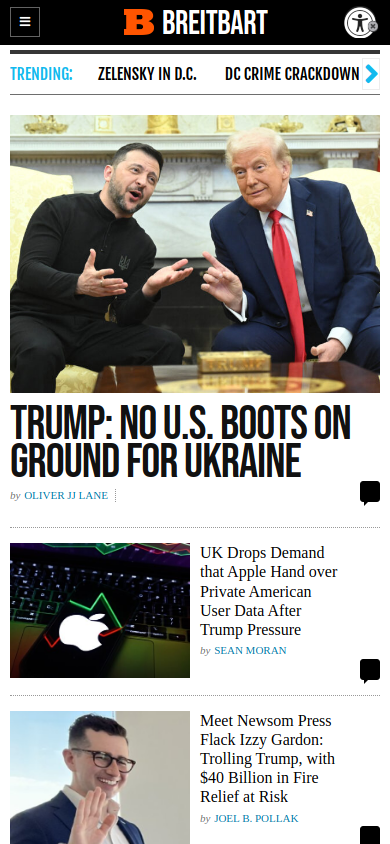 BREITBART
TRENDING:
ZELENSKY IN D.C.
DC CRIME CRACKDOWN
TRUMP: NO U.S. BOOTS ON
GROUND FOR UKRAINE
by OLIVER JJ LANE
UK Drops Demand
that Apple Hand over
Private American
User Data After
Trump Pressure
by SEAN MORAN
Meet Newsom Press
Flack Izzy Gardon:
Trolling Trump, with
$40 Billion in Fire
Relief at Risk
by JOEL B. POLLAK